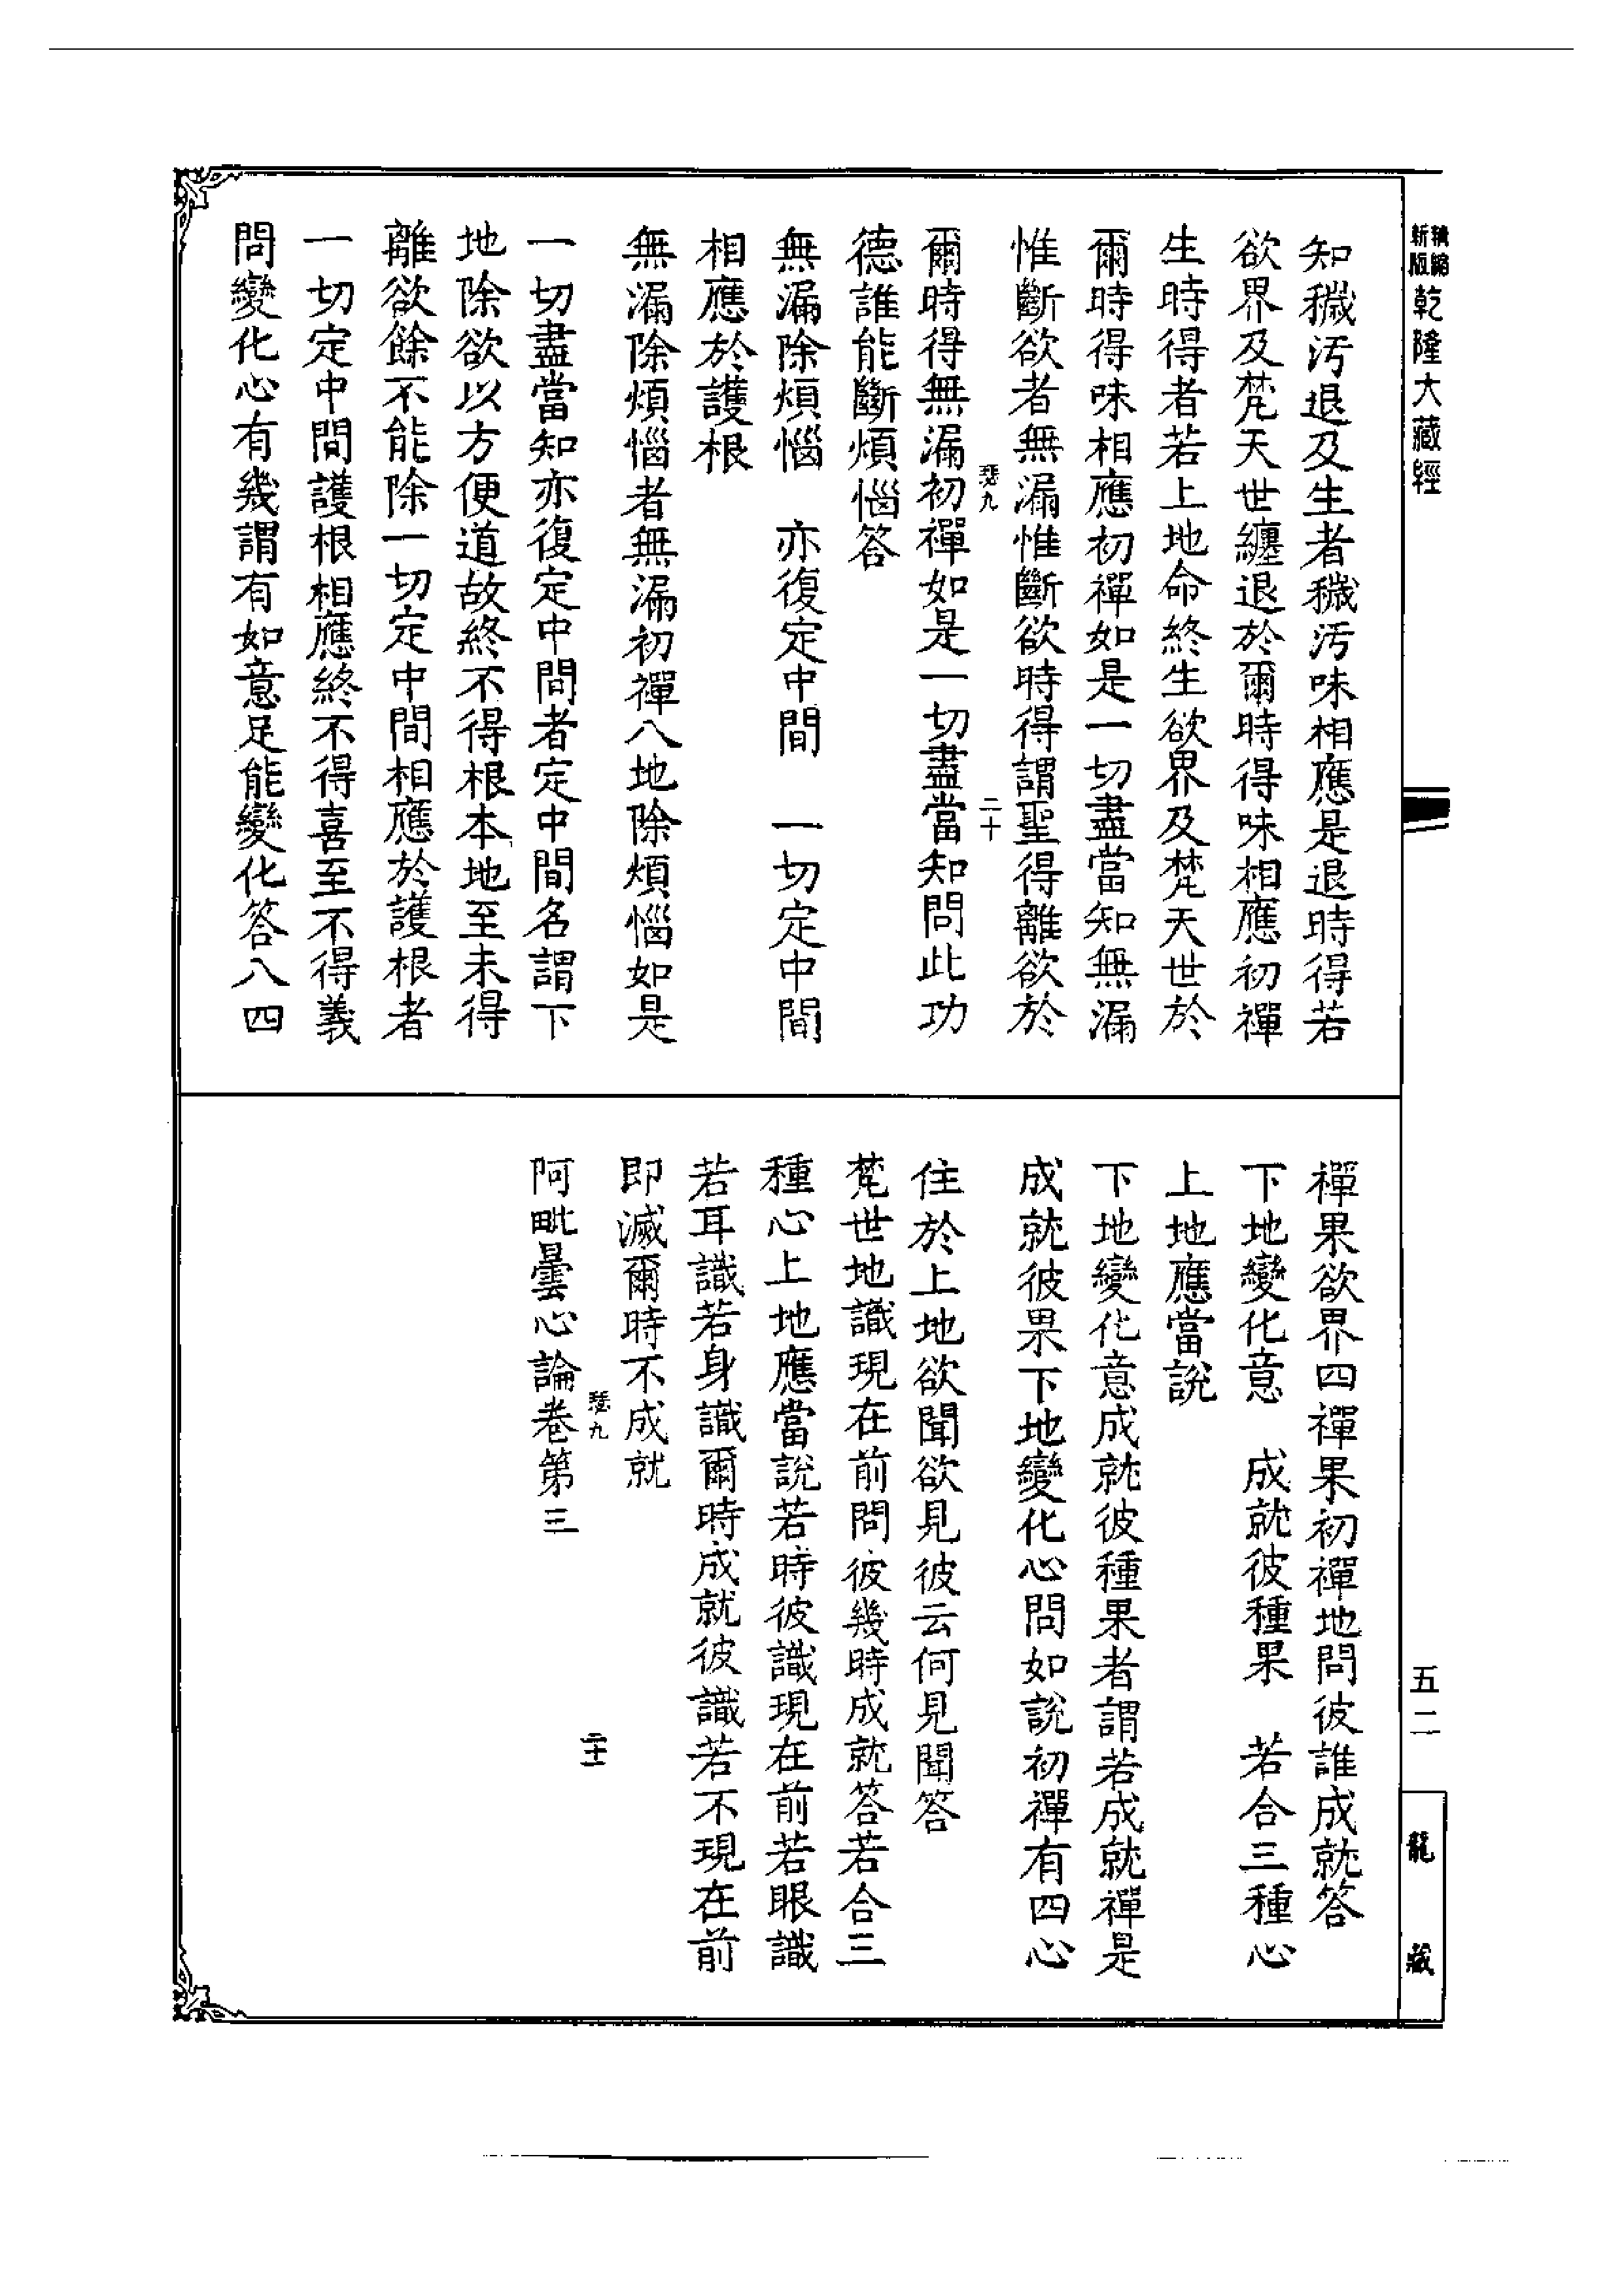 精縮新版乾隆大藏經
知穢污退及生者穢污味相應是退時得若
欲界及梵天世纏退於爾時得味相應初禪
生時得者若上地命終生欲界及梵天世於
爾時得味相應初禪如是一切盡當知無漏
惟斷欲者無漏惟斷欲時得謂聖得離欲於
瑟九
二十
爾時得無漏初禪如是一切盡當知問此功
德誰能斷煩惱答
無漏除煩惱　亦復定中間　一切定中間
相應於護根
無漏除煩惱者無漏初禪八地除煩惱如是
一切盡當知亦復定中間者定中間名謂下
地除欲以方便道故終不得根本地至未得
離欲餘不能除一切定中間相應於護根者
一切定中間護根相應終不得喜至不得義
問變化心有幾謂有如意足能變化答八四
禪果欲界四禪果初禪地問彼誰成就答
下地變化意　成就彼種果　若合三種心
上地應當說
下地變化意成就彼種果者謂若成就禪是
成就彼果下地變化心問如說初禪有四心
住於上地欲聞欲見彼云何見聞答
梵世地識現在前問彼幾時成就答若合三
種心上地應當說若時彼識現在前若眼識
若耳識若身識爾時成就彼識若不現在前
即滅爾時不成就
瑟九
二十一
阿毗曇心論卷第三
五二
龍藏